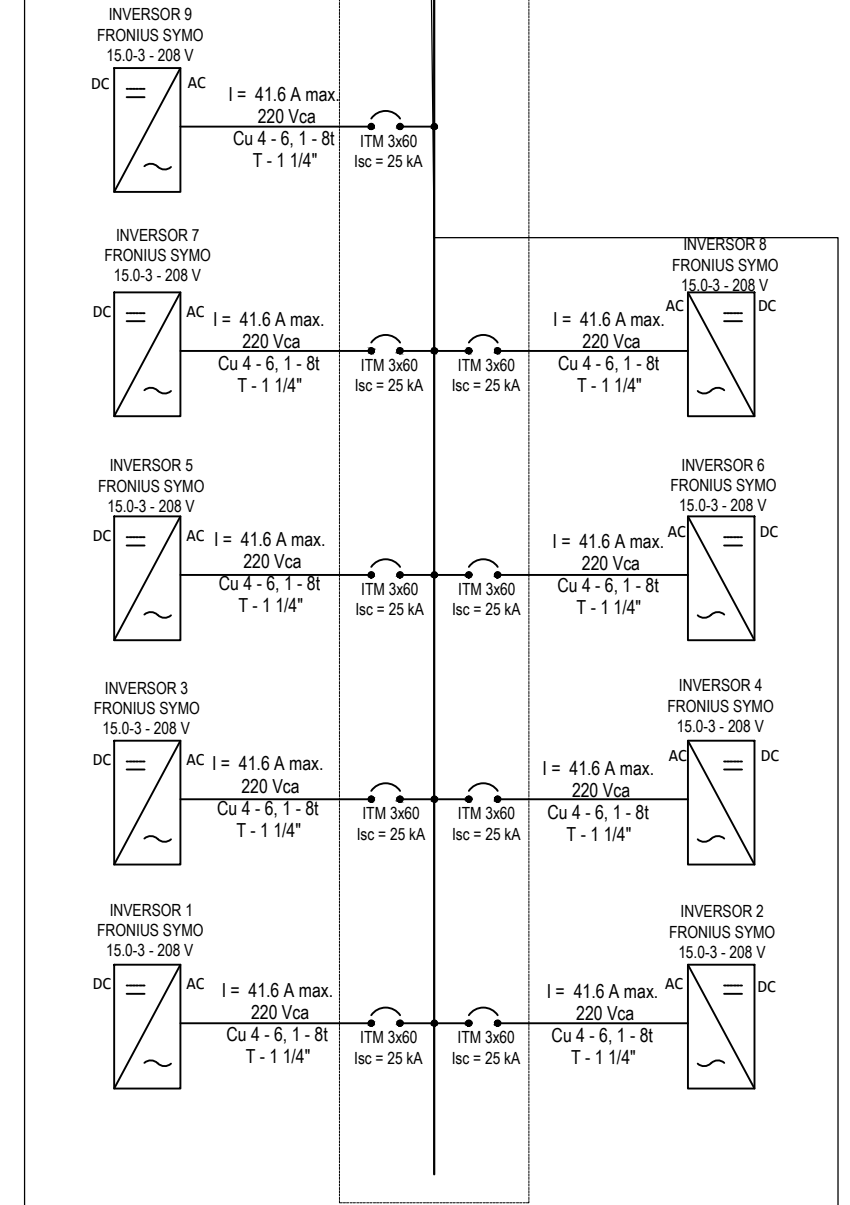 INVERSOR 9
FRONIUS SYMO
15.0-3 - 208 V
DC
AC
I = 41.6 A max.
220 Vca
Cu 4 - 6, 1 - 8t
T - 1 1/4"
ITM 3x60
Isc = 25 kA
INVERSOR 7
FRONIUS SYMO
15.0-3 - 208 V
DC
AC
I = 41.6 A max.
220 Vca
Cu 4 - 6, 1 - 8t
T - 1 1/4"
ITM 3x60
Isc = 25 kA
ITM 3x60
Isc = 25 kA
I = 41.6 A max.
220 Vca
Cu 4 - 6, 1 - 8t
T - 1 1/4"
INVERSOR 8
FRONIUS SYMO
15.0-3 - 208 V
AC
DC
INVERSOR 5
FRONIUS SYMO
15.0-3 - 208 V
DC
AC
I = 41.6 A max.
220 Vca
Cu 4 - 6, 1 - 8t
T - 1 1/4"
ITM 3x60
Isc = 25 kA
ITM 3x60
Isc = 25 kA
I = 41.6 A max.
220 Vca
Cu 4 - 6, 1 - 8t
T - 1 1/4"
INVERSOR 6
FRONIUS SYMO
15.0-3 - 208 V
AC
DC
INVERSOR 3
FRONIUS SYMO
15.0-3 - 208 V
DC
AC
I = 41.6 A max.
220 Vca
Cu 4 - 6, 1 - 8t
T - 1 1/4"
ITM 3x60
Isc = 25 kA
ITM 3x60
Isc = 25 kA
I = 41.6 A max.
220 Vca
Cu 4 - 6, 1 - 8t
T - 1 1/4"
INVERSOR 4
FRONIUS SYMO
15.0-3 - 208 V
AC
DC
INVERSOR 1
FRONIUS SYMO
15.0-3 - 208 V
DC
AC
I = 41.6 A max.
220 Vca
Cu 4 - 6, 1 - 8t
T - 1 1/4"
ITM 3x60
Isc = 25 kA
ITM 3x60
Isc = 25 kA
I = 41.6 A max.
220 Vca
Cu 4 - 6, 1 - 8t
T - 1 1/4"
INVERSOR 2
FRONIUS SYMO
15.0-3 - 208 V
AC
DC